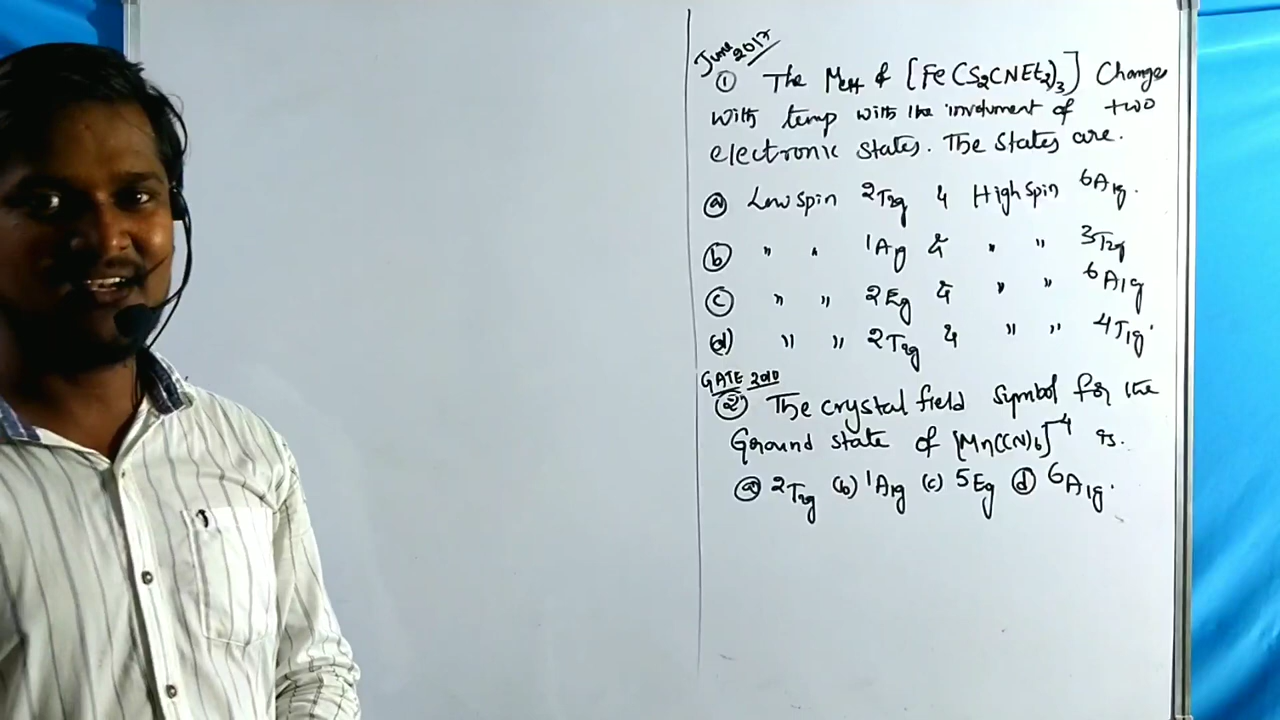 June 2017
① The μeff of [Fe(S₂CNEt₂)₃] Change
with temp with the involument of two
electronic states. The states are.
ⓐ Low spin ²T₂g & High spin ⁶A₁g.
ⓑ " " ¹A₁g & " " ³T₂g
ⓒ " " ²Eg & " " ⁶A₁g
ⓓ " " ²T₂g & " " ⁴T₁g.
GATE 2010
② The crystal field symbol for the
Ground state of [Mn(CN)₆]⁻⁴ is.
ⓐ ²T₂g (b) ¹A₁g (c) ⁵Eg ⓓ ⁶A₁g.